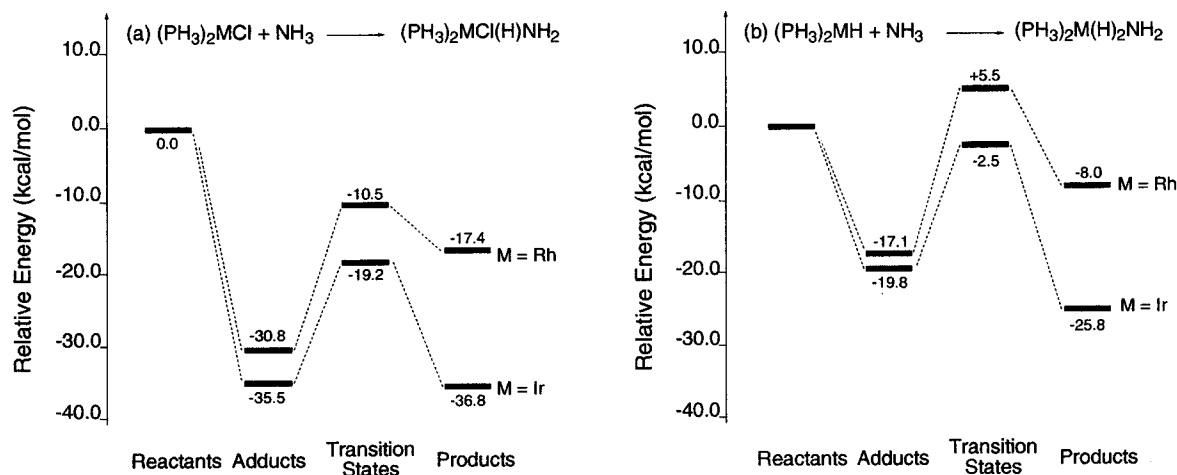 (a) (PH₃)₂MCl + NH₃ ⟶ (PH₃)₂MCl(H)NH₂
Relative Energy (kcal/mol)
10.0
0.0
-10.0
-20.0
-30.0
-40.0
0.0
-30.8
-35.5
-10.5
-19.2
-17.4
M = Rh
M = Ir
-36.8
Reactants Adducts Transition States Products
(b) (PH₃)₂MH + NH₃ ⟶ (PH₃)₂M(H)₂NH₂
Relative Energy (kcal/mol)
10.0
0.0
-10.0
-20.0
-30.0
-40.0
-17.1
-19.8
+5.5
-2.5
-8.0
M = Rh
M = Ir
-25.8
Reactants Adducts Transition States Products